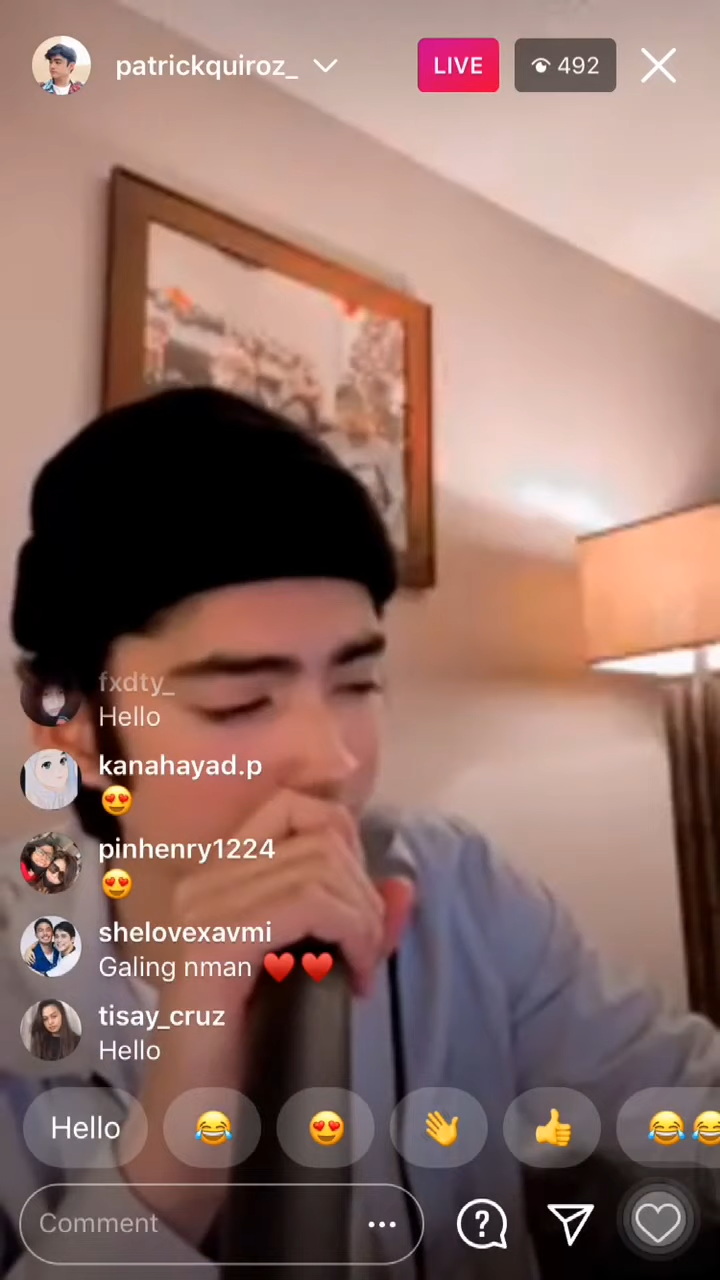 patrickquiroz_
LIVE
492
fxdty_
Hello
kanahayad.p
😍
pinhenry1224
😍
shelovexavmi
Galing nman ❤️❤️
tisay_cruz
Hello
Hello 😂 😍 👋 👍 😂😂
Comment